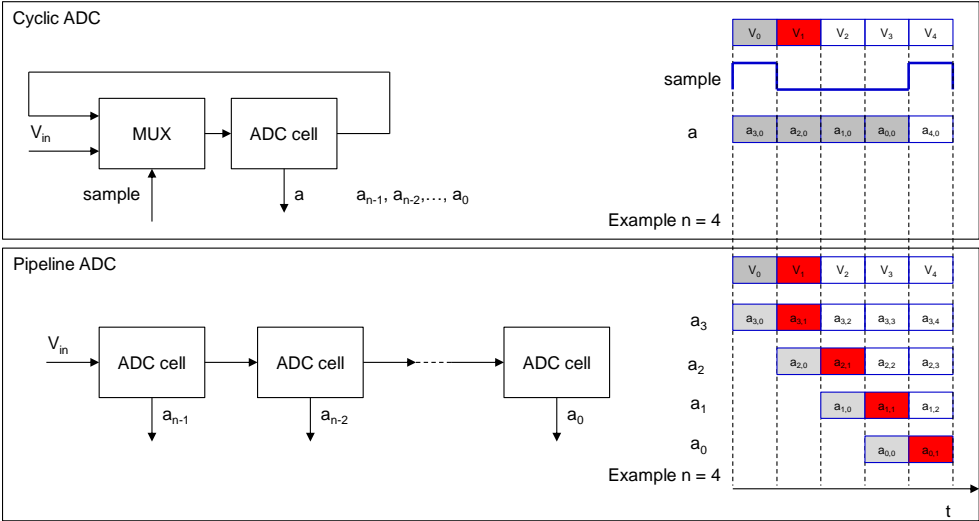 Cyclic ADC
V₀ V₁ V₂ V₃ V₄
sample
V_in
MUX
ADC cell
a
a₃,₀ a₂,₀ a₁,₀ a₀,₀ a₄,₀
sample
a
aₙ₋₁, aₙ₋₂,…, a₀
Example n = 4
Pipeline ADC
V₀ V₁ V₂ V₃ V₄
a₃
a₃,₀ a₃,₁ a₃,₂ a₃,₃ a₃,₄
V_in
ADC cell
ADC cell
ADC cell
a₂
a₂,₀ a₂,₁ a₂,₂ a₂,₃
aₙ₋₁
aₙ₋₂
a₀
a₁
a₁,₀ a₁,₁ a₁,₂
a₀
a₀,₀ a₀,₁
Example n = 4
t